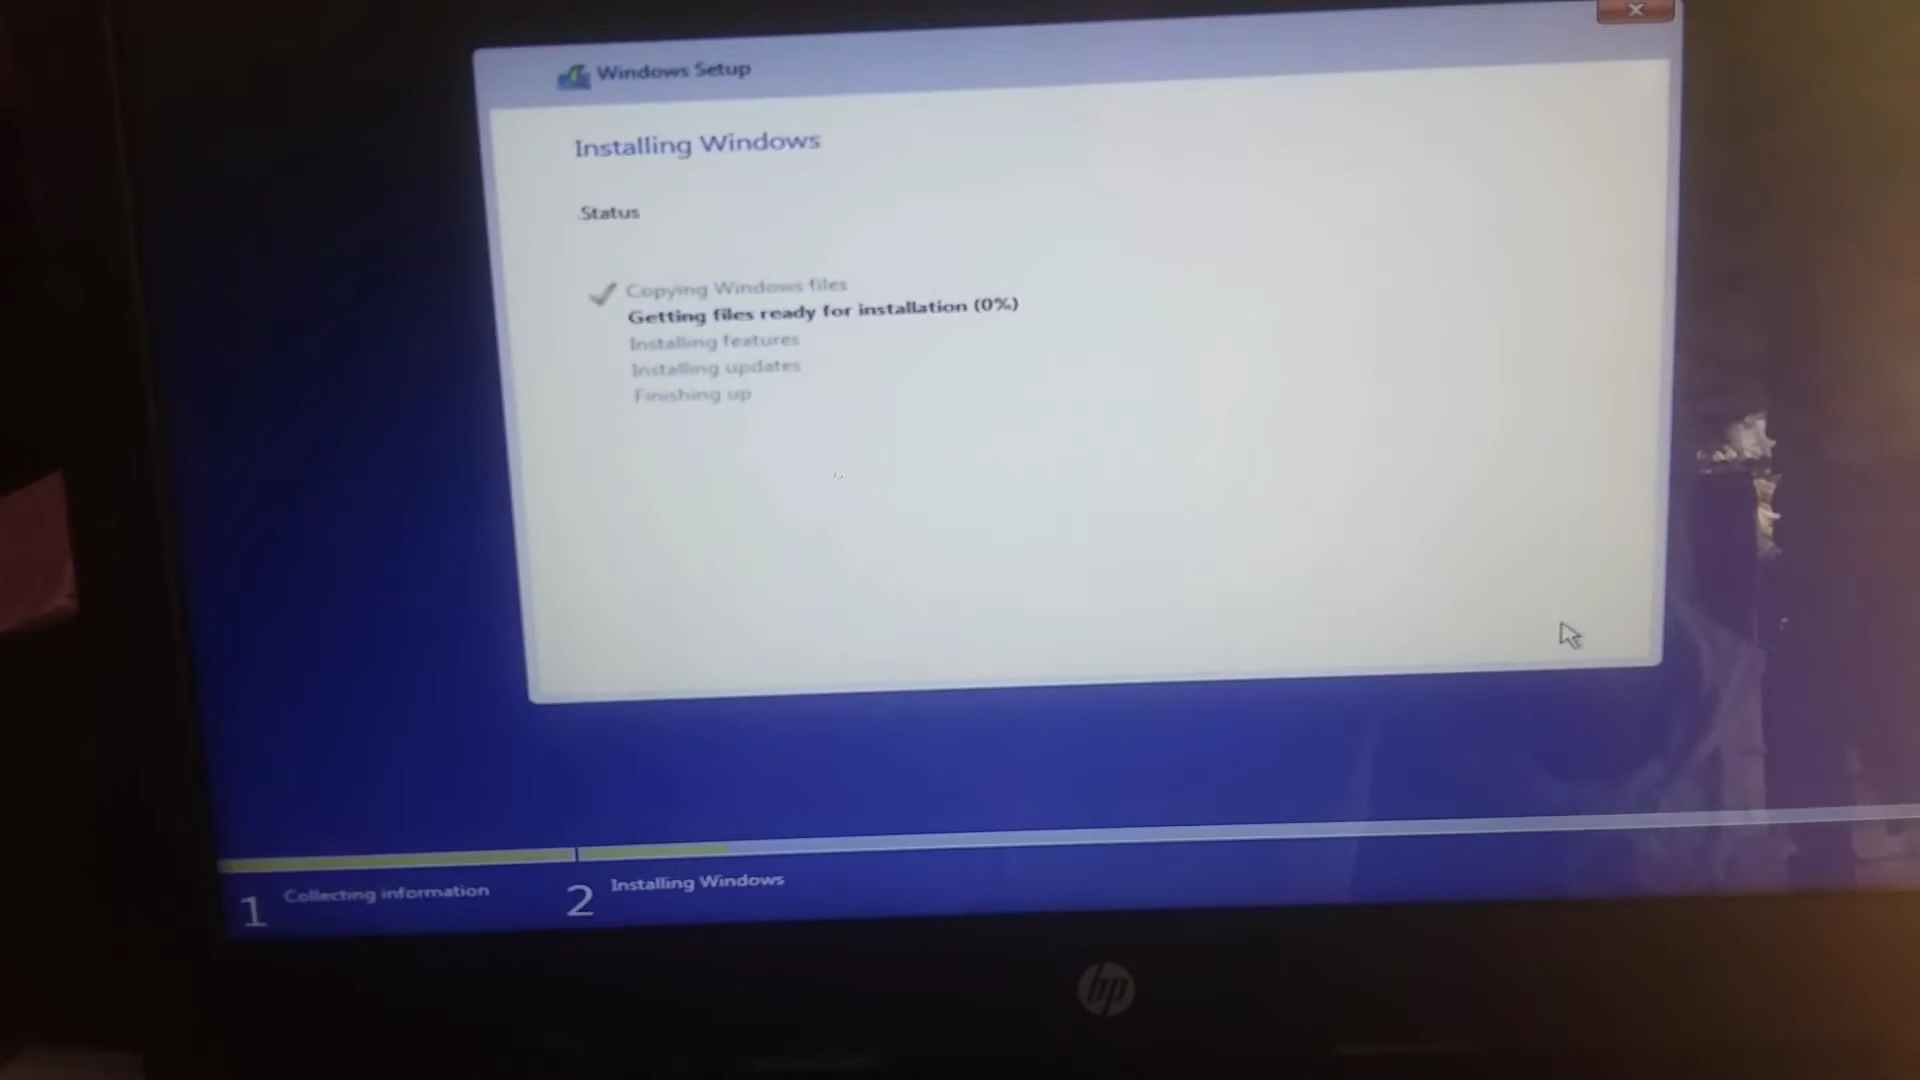 Windows Setup
Installing Windows
Status
Copying Windows files
Getting files ready for installation (0%)
Installing features
Installing updates
Finishing up
1 Collecting information
2 Installing Windows
hp